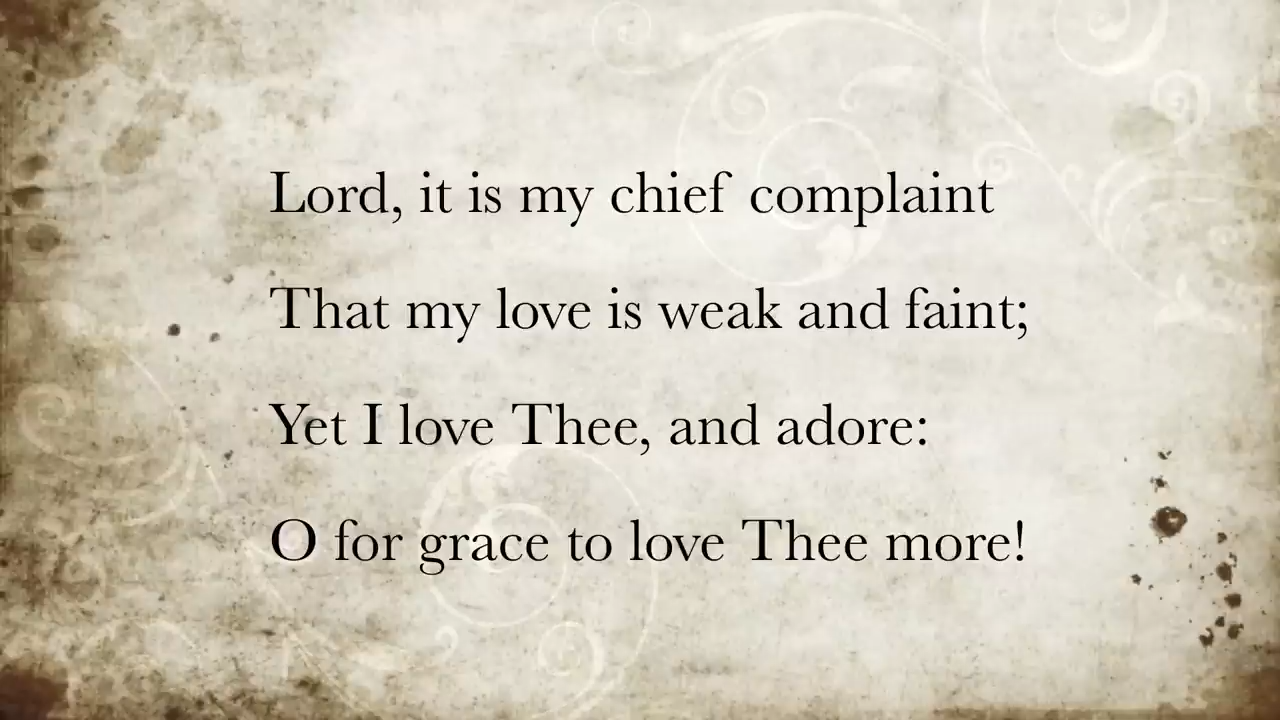 Lord, it is my chief complaint
That my love is weak and faint;
Yet I love Thee, and adore:
O for grace to love Thee more!